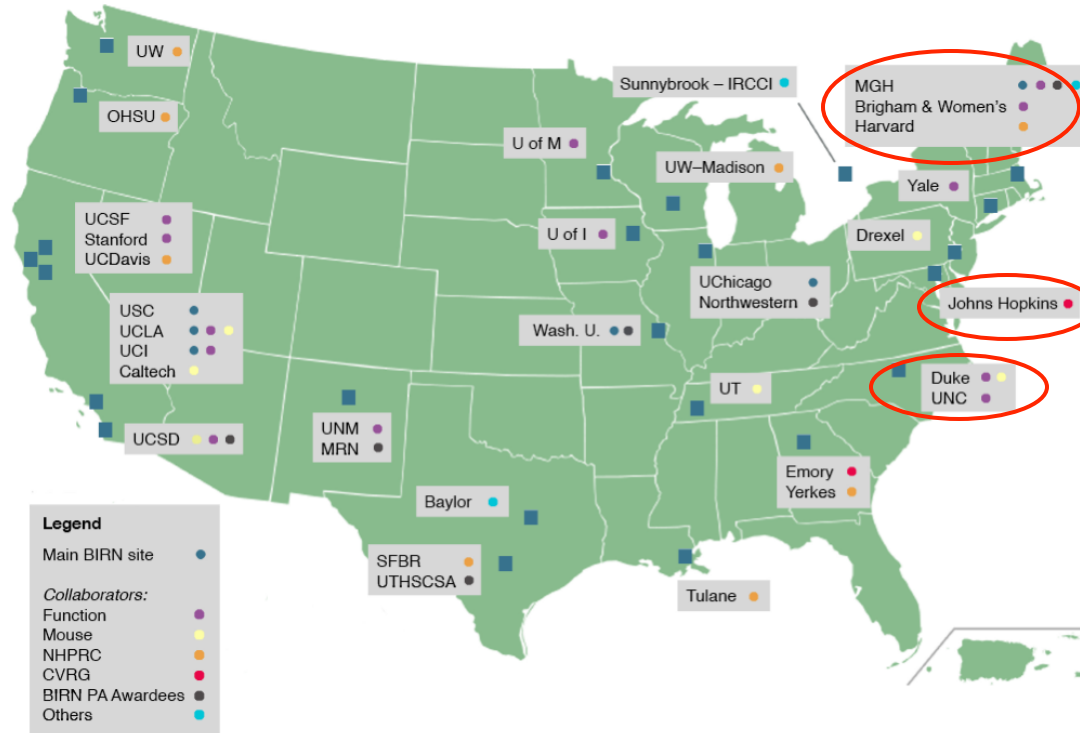 UW
OHSU
Sunnybrook – IRCCI
MGH
Brigham & Women's
Harvard
U of M
UW–Madison
Yale
UCSF
Stanford
UCDavis
U of I
Drexel
UChicago
Northwestern
Johns Hopkins
USC
UCLA
UCI
Caltech
Wash. U.
UT
Duke
UNC
UCSD
UNM
MRN
Emory
Yerkes
Baylor
SFBR
UTHSCSA
Tulane
Legend
Main BIRN site
Collaborators:
Function
Mouse
NHPRC
CVRG
BIRN PA Awardees
Others